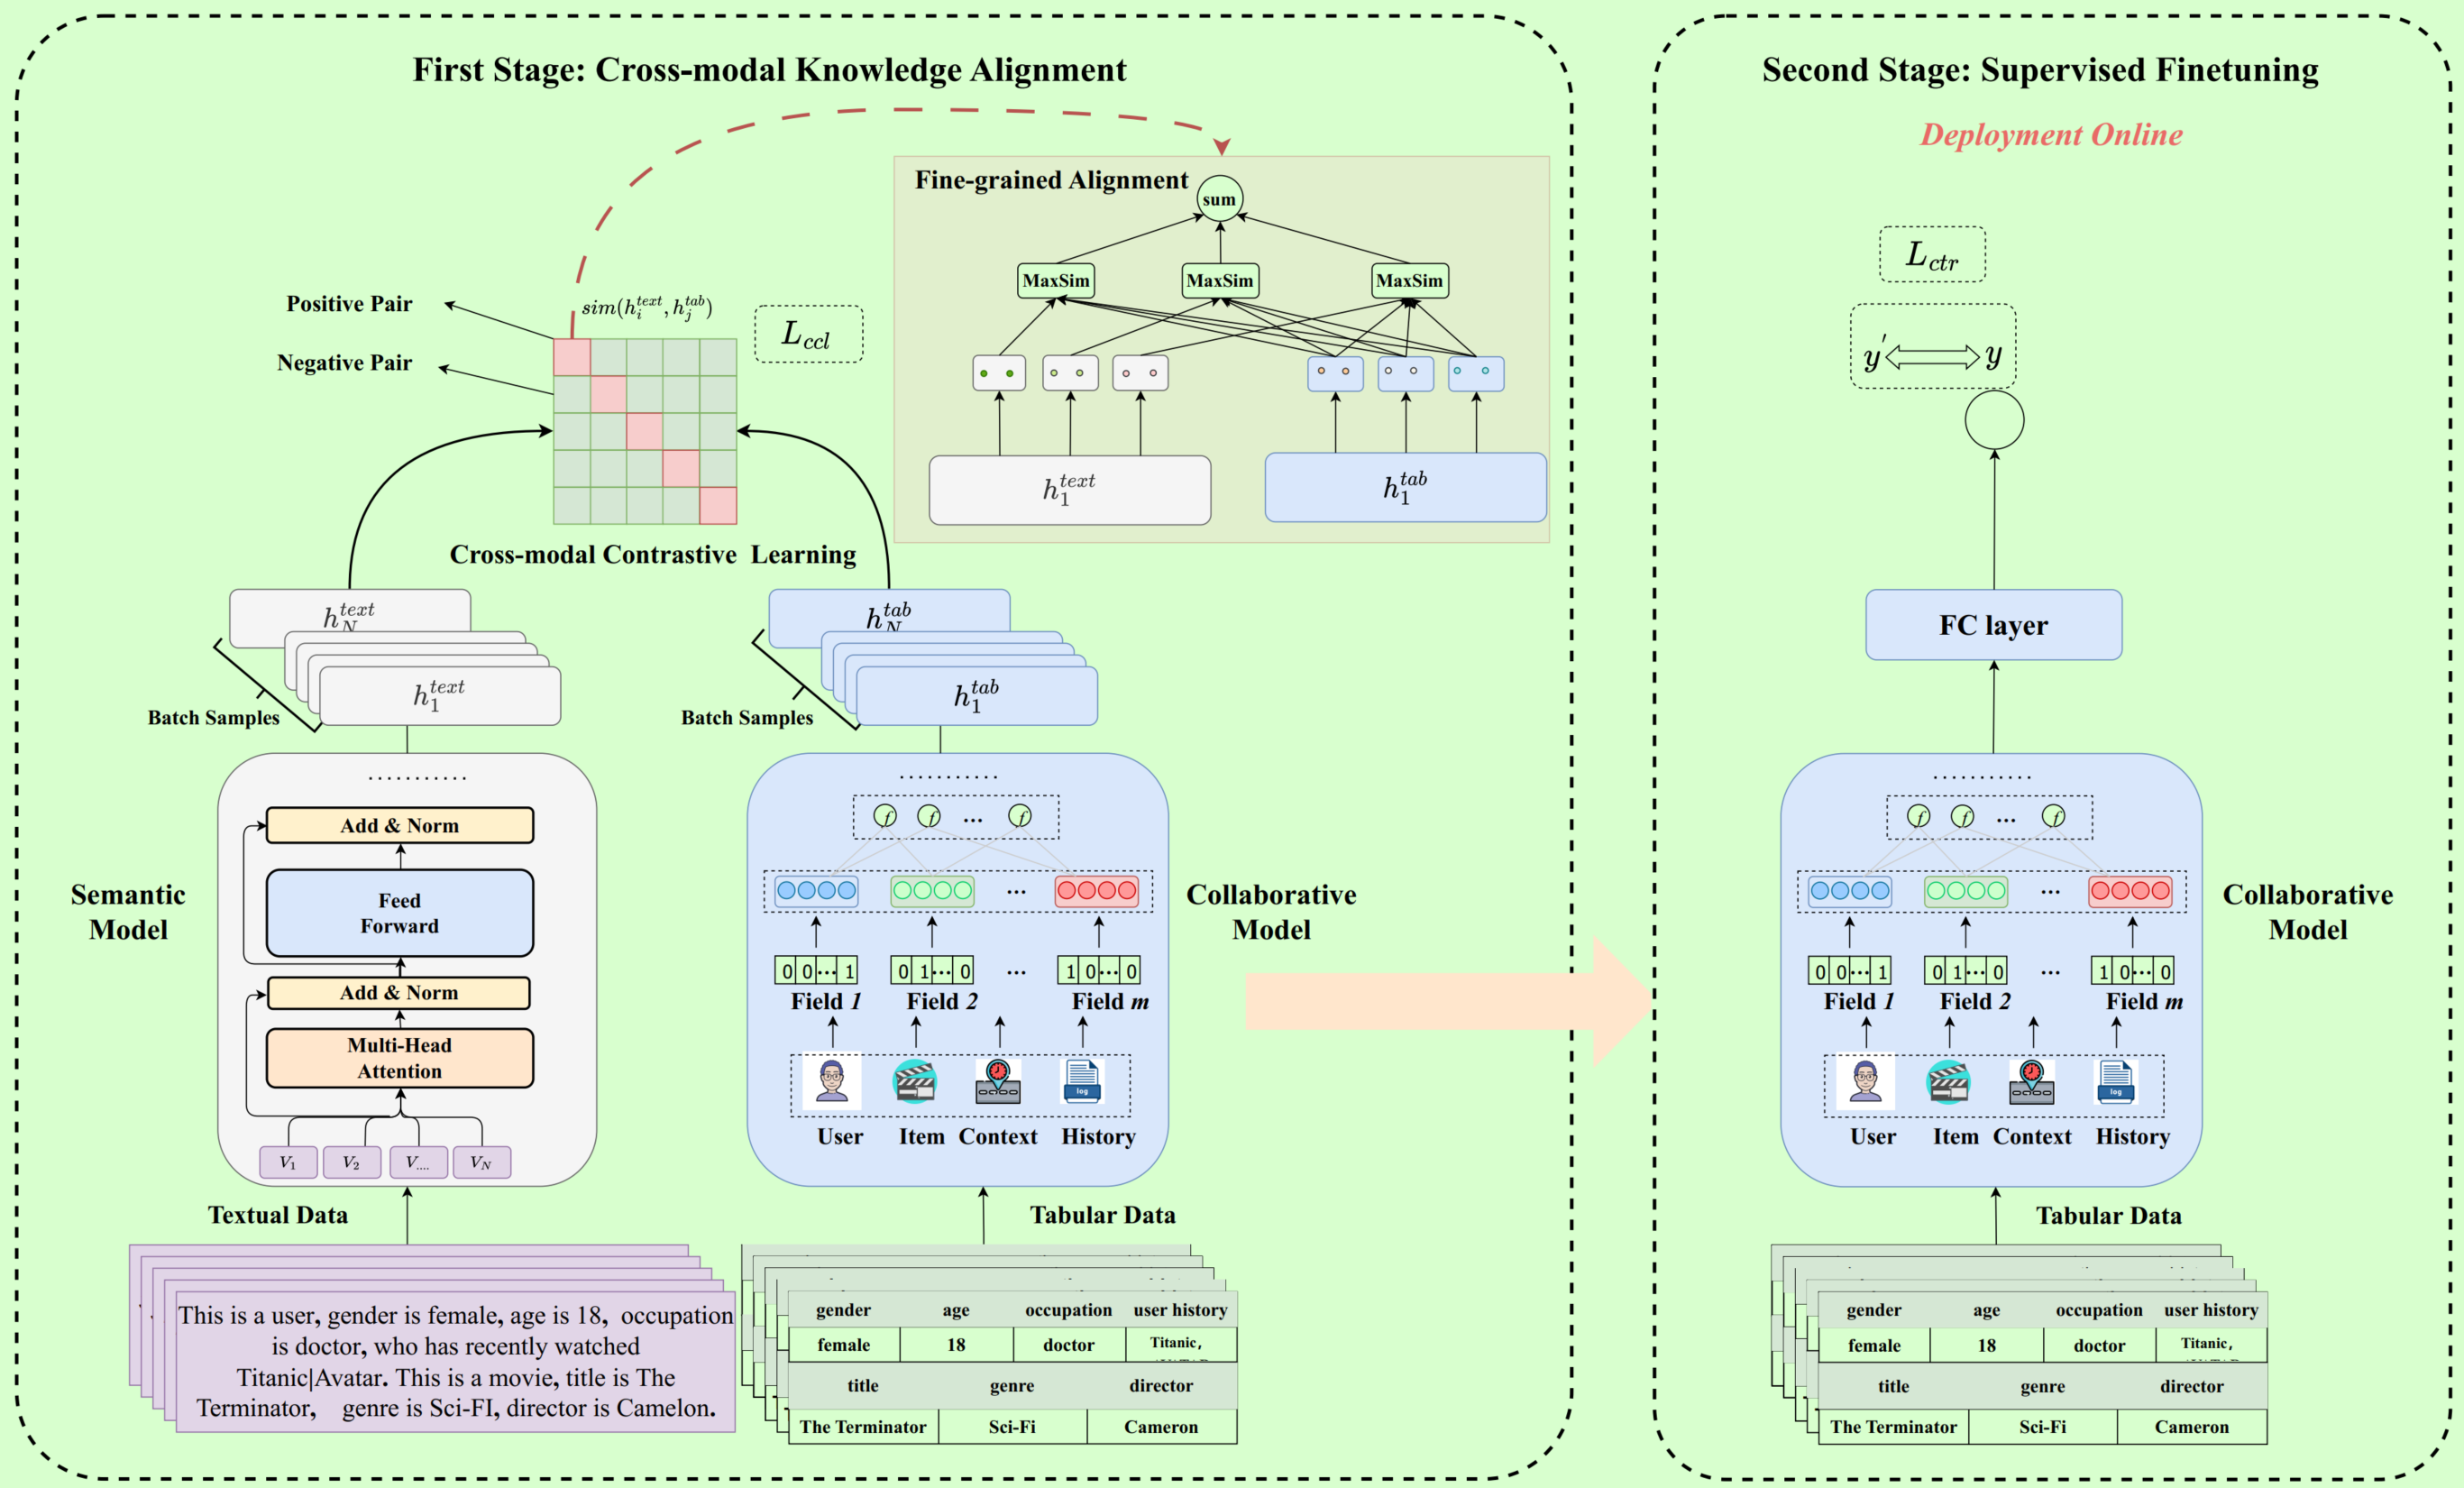 First Stage: Cross-modal Knowledge Alignment
Fine-grained Alignment
sum
MaxSim MaxSim MaxSim
Positive Pair
Negative Pair
sim(h_i^{text}, h_j^{tab})
L_{ccl}
h_1^{text}
h_1^{tab}
Cross-modal Contrastive Learning
h_N^{text}
h_N^{tab}
h_1^{text}
h_1^{tab}
Batch Samples
Batch Samples
Semantic
Model
...........
Add & Norm
Feed
Forward
Add & Norm
Multi-Head
Attention
V_1 V_2 V_{....} V_N
Textual Data
This is a user, gender is female, age is 18, occupation
is doctor, who has recently watched
Titanic|Avatar. This is a movie, title is The
Terminator, genre is Sci-FI, director is Camelon.
Collaborative
Model
...........
f f ... f
...
0 0 ... 1 0 1 ... 0 ... 1 0 ... 0
Field 1 Field 2 Field m
log
User Item Context History
Tabular Data
gender age occupation user history
female 18 doctor Titanic,
title genre director
The Terminator Sci-Fi Cameron
Second Stage: Supervised Finetuning
Deployment Online
L_{ctr}
y' y
FC layer
Collaborative
Model
...........
f f ... f
...
0 0 ... 1 0 1 ... 0 ... 1 0 ... 0
Field 1 Field 2 Field m
log
User Item Context History
Tabular Data
gender age occupation user history
female 18 doctor Titanic,
title genre director
The Terminator Sci-Fi Cameron